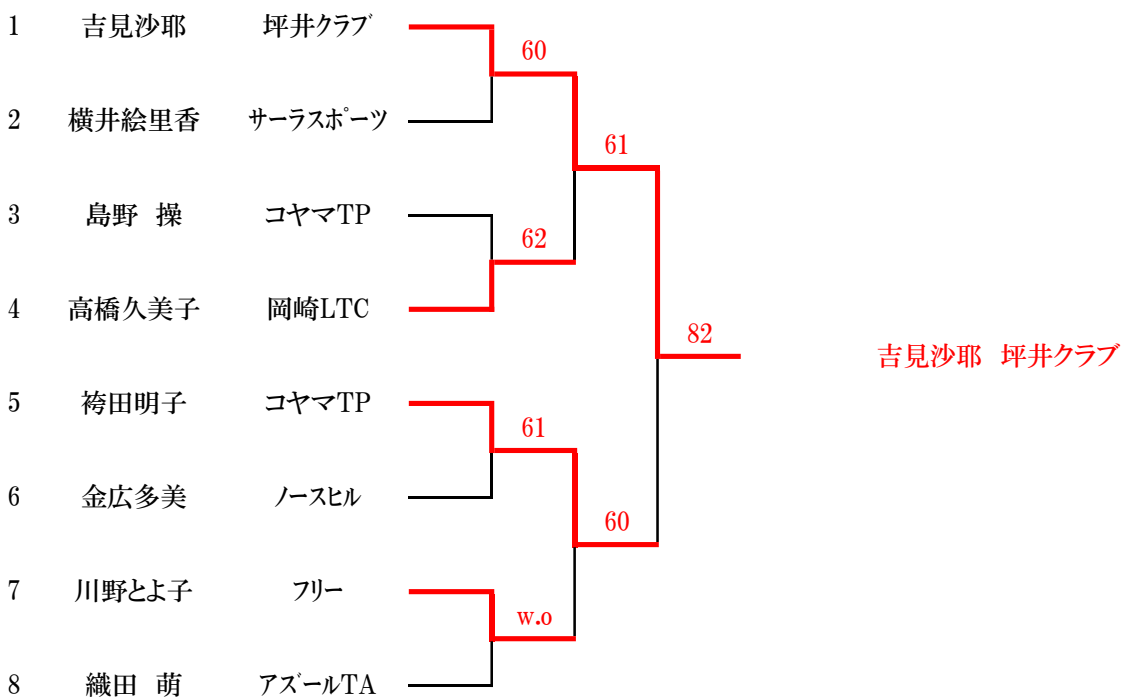 1 吉見沙耶 坪井クラブ
60
2 横井絵里香 サーラスポーツ
61
3 島野 操 コヤマTP
62
4 高橋久美子 岡崎LTC
82
吉見沙耶 坪井クラブ
5 袴田明子 コヤマTP
61
6 金広多美 ノースヒル
60
7 川野とよ子 フリー
w.o
8 織田 萌 アズールTA